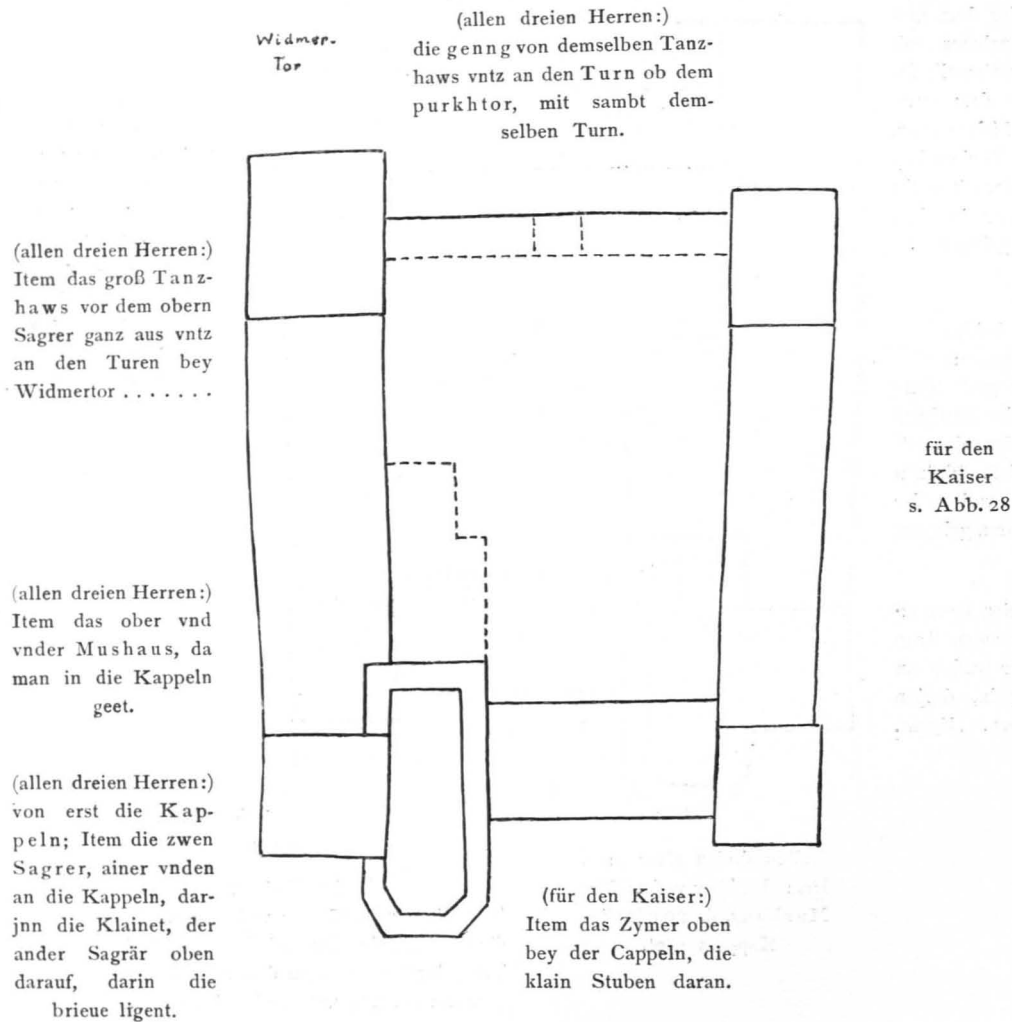 Widmer-
Tor
(allen dreien Herren:)
die genng von demselben Tanz-
haws vntz an den Turn ob dem
purkhtor, mit sambt dem-
selben Turn.
(allen dreien Herren:)
Item das groß Tanz-
haws vor dem obern
Sagrer ganz aus vntz
an den Turen bey
Widmertor . . . . . . .
für den
Kaiser
s. Abb. 28
(allen dreien Herren:)
Item das ober vnd
vnder Mushaus, da
man in die Kappeln
geet.
(allen dreien Herren:)
von erst die Kap-
peln; Item die zwen
Sagrer, ainer vnden
an die Kappeln, dar-
jnn die Klainet, der
ander Sagrär oben
darauf, darin die
brieue ligent.
(für den Kaiser:)
Item das Zymer oben
bey der Cappeln, die
klain Stuben daran.